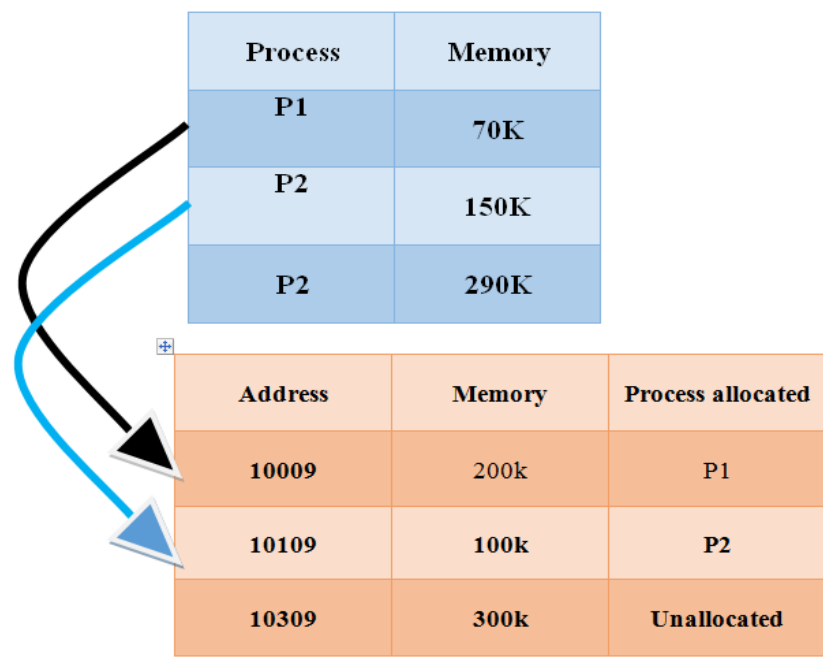 Process Memory
P1 70K
P2 150K
P2 290K
Address Memory Process allocated
10009 200k P1
10109 100k P2
10309 300k Unallocated